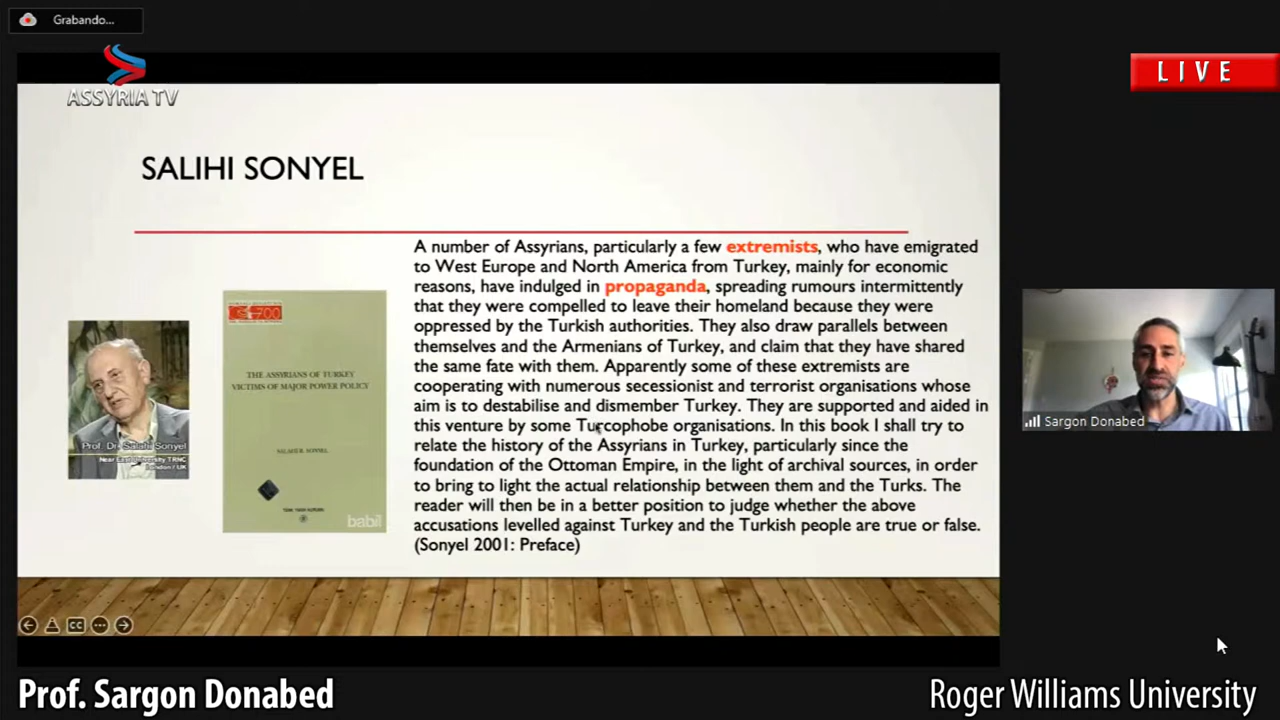 Grabando...
ASSYRIA TV
LIVE
SALIHI SONYEL
A number of Assyrians, particularly a few extremists, who have emigrated
to West Europe and North America from Turkey, mainly for economic
reasons, have indulged in propaganda, spreading rumours intermittently
that they were compelled to leave their homeland because they were
oppressed by the Turkish authorities. They also draw parallels between
themselves and the Armenians of Turkey, and claim that they have shared
the same fate with them. Apparently some of these extremists are
cooperating with numerous secessionist and terrorist organisations whose
aim is to destabilise and dismember Turkey. They are supported and aided in
this venture by some Turcophobe organisations. In this book I shall try to
relate the history of the Assyrians in Turkey, particularly since the
foundation of the Ottoman Empire, in the light of archival sources, in order
to bring to light the actual relationship between them and the Turks. The
reader will then be in a better position to judge whether the above
accusations levelled against Turkey and the Turkish people are true or false.
(Sonyel 2001: Preface)
Prof. Dr. Salahi Sonyel
Near East University TRNC
London / UK
700
THE ASSYRIANS OF TURKEY
VICTIMS OF MAJOR POWER POLICY
SALAHI R. SONYEL
babil
CC
Sargon Donabed
Prof. Sargon Donabed
Roger Williams University